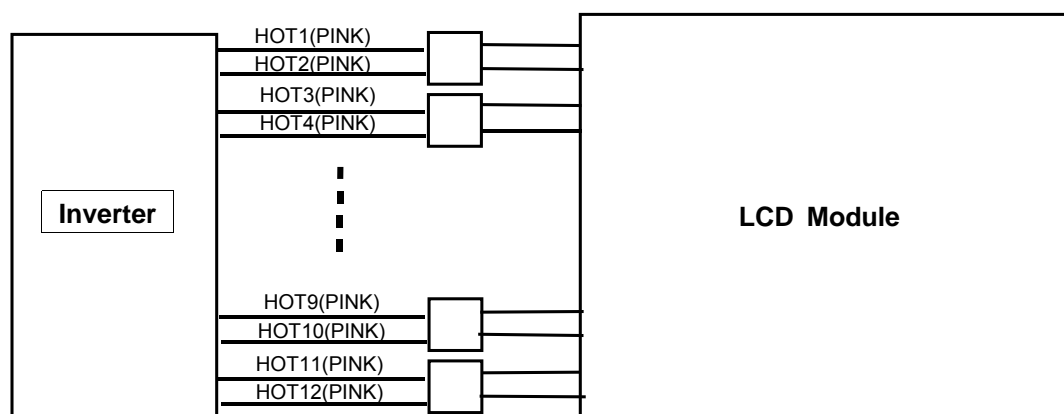 HOT1(PINK)
HOT2(PINK)
HOT3(PINK)
HOT4(PINK)
Inverter
LCD Module
HOT9(PINK)
HOT10(PINK)
HOT11(PINK)
HOT12(PINK)